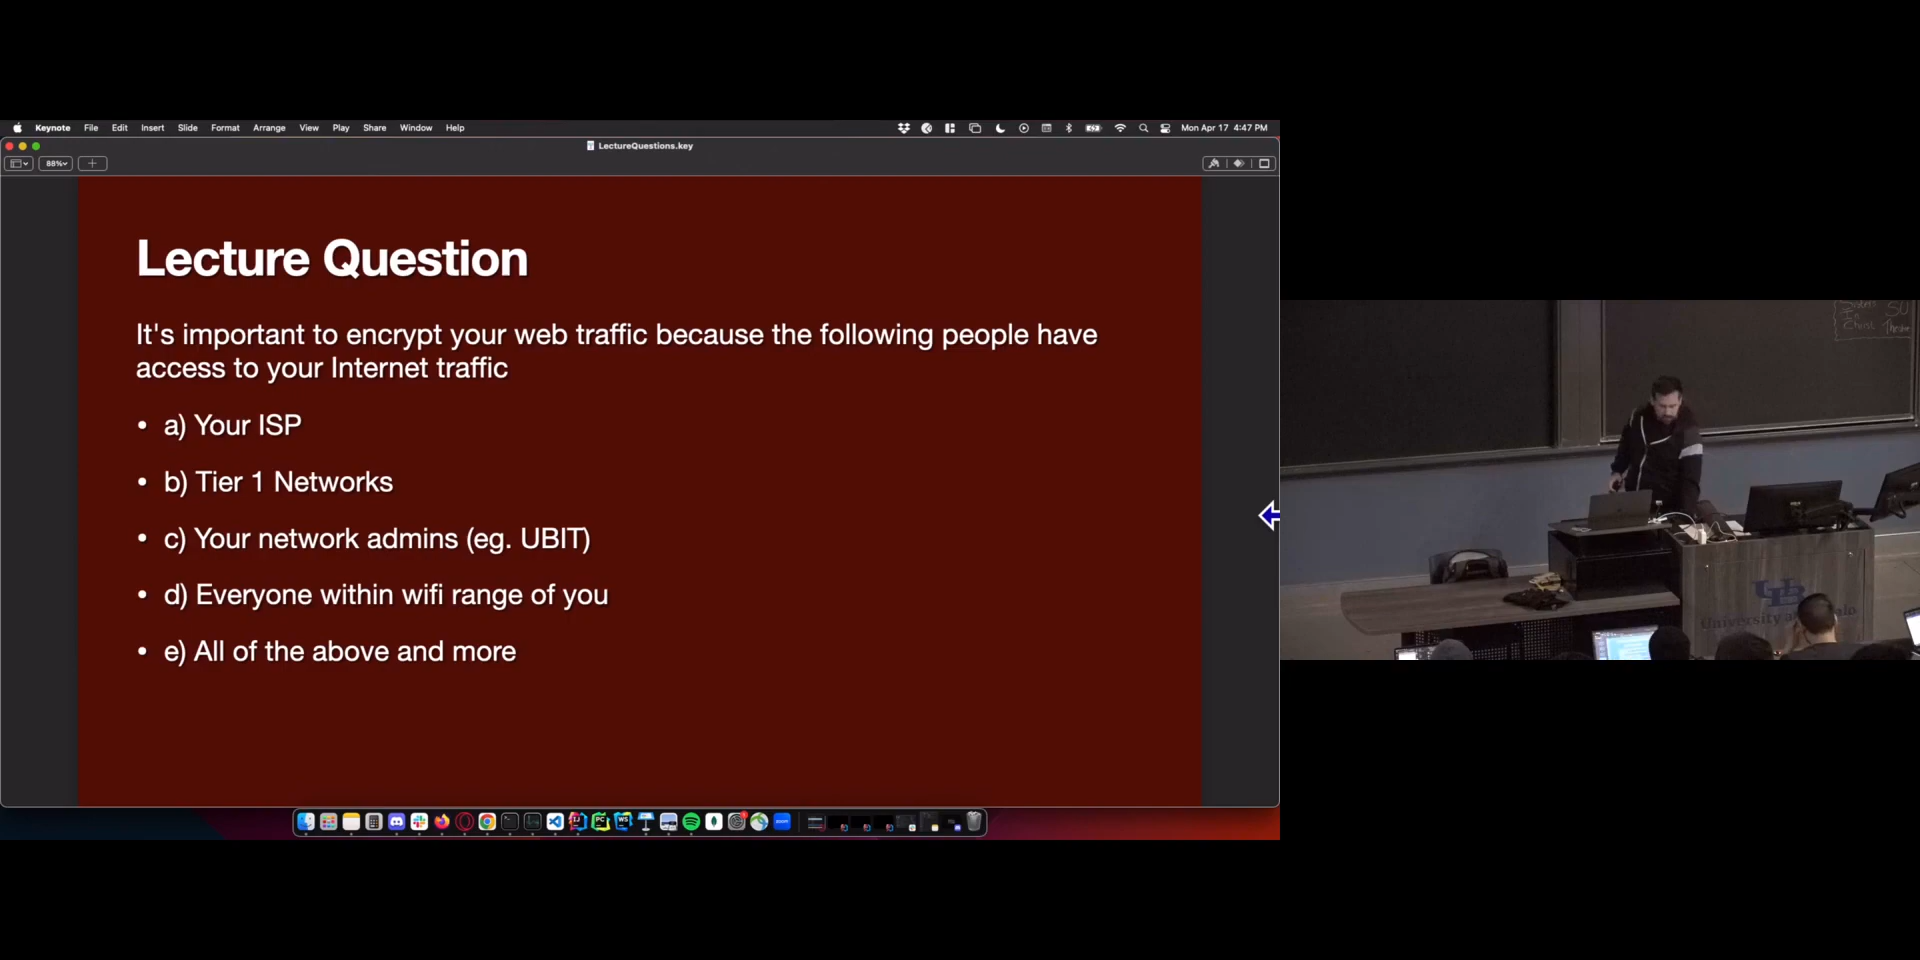 Keynote File Edit Insert Slide Format Arrange View Play Share Window Help Mon Apr 17 4:47 PM
LectureQuestions.key
88%
Lecture Question
It's important to encrypt your web traffic because the following people have
access to your Internet traffic
• a) Your ISP
• b) Tier 1 Networks
• c) Your network admins (eg. UBIT)
• d) Everyone within wifi range of you
• e) All of the above and more
UB